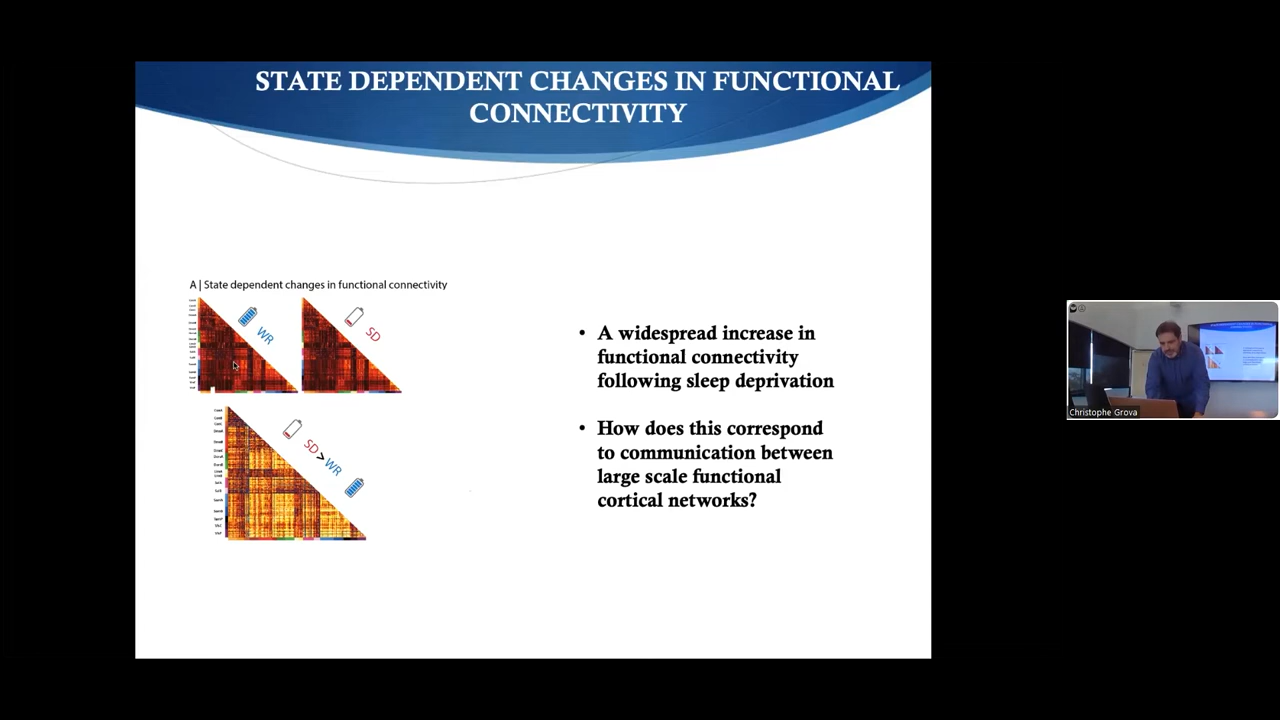 STATE DEPENDENT CHANGES IN FUNCTIONAL
CONNECTIVITY
A | State dependent changes in functional connectivity
WR
SD
SD > WR
• A widespread increase in
functional connectivity
following sleep deprivation
• How does this correspond
to communication between
large scale functional
cortical networks?
Christophe Grova